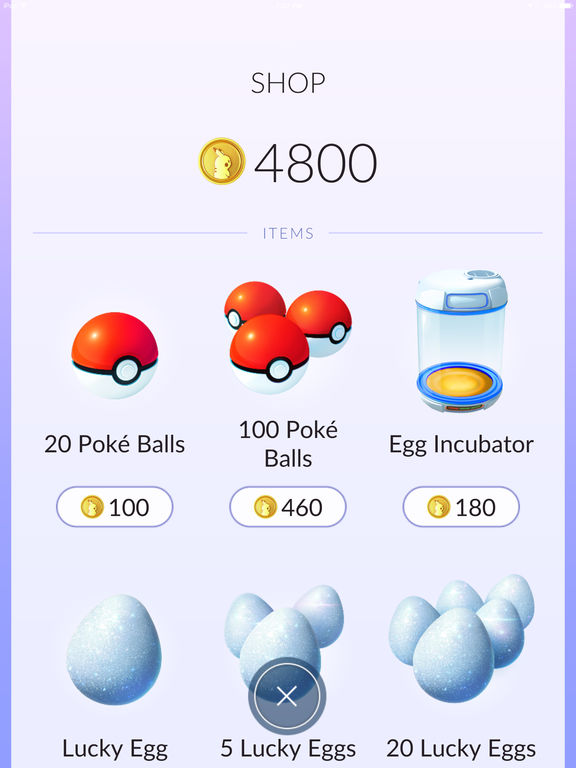 SHOP
4800
ITEMS
20 Poké Balls
100 Poké
Balls
Egg Incubator
100
460
180
Lucky Egg
5 Lucky Eggs
20 Lucky Eggs